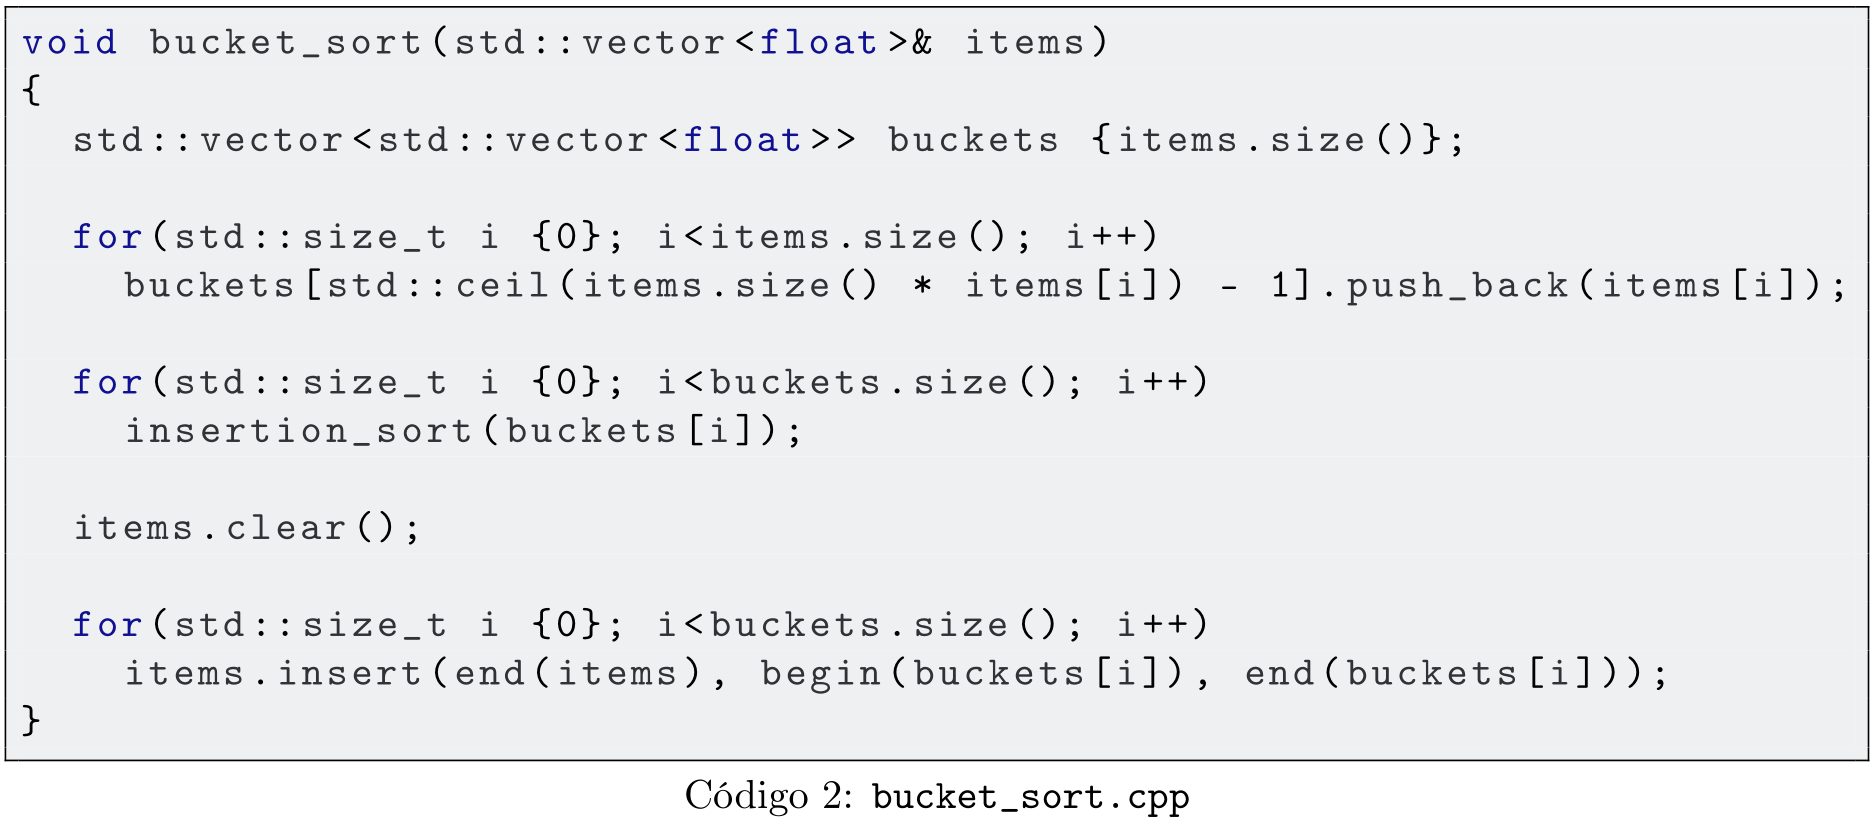 void bucket_sort(std::vector<float>& items)
{
  std::vector<std::vector<float>> buckets {items.size()};

  for(std::size_t i {0}; i<items.size(); i++)
    buckets[std::ceil(items.size() * items[i]) - 1].push_back(items[i]);

  for(std::size_t i {0}; i<buckets.size(); i++)
    insertion_sort(buckets[i]);

  items.clear();

  for(std::size_t i {0}; i<buckets.size(); i++)
    items.insert(end(items), begin(buckets[i]), end(buckets[i]));
}
Código 2: bucket_sort.cpp